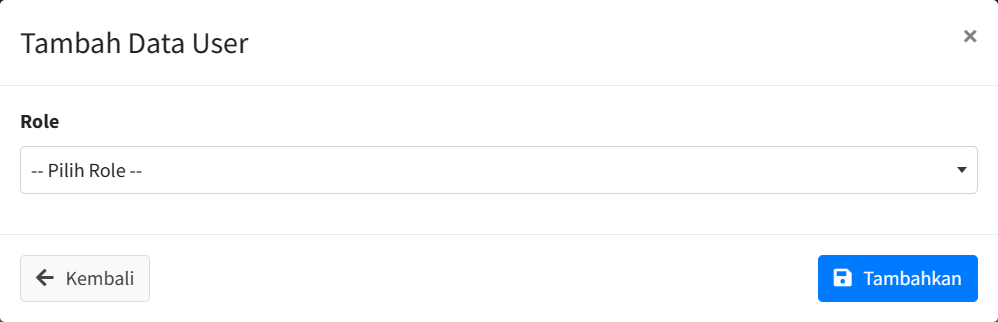 Tambah Data User
×
Role
-- Pilih Role --
Kembali
Tambahkan